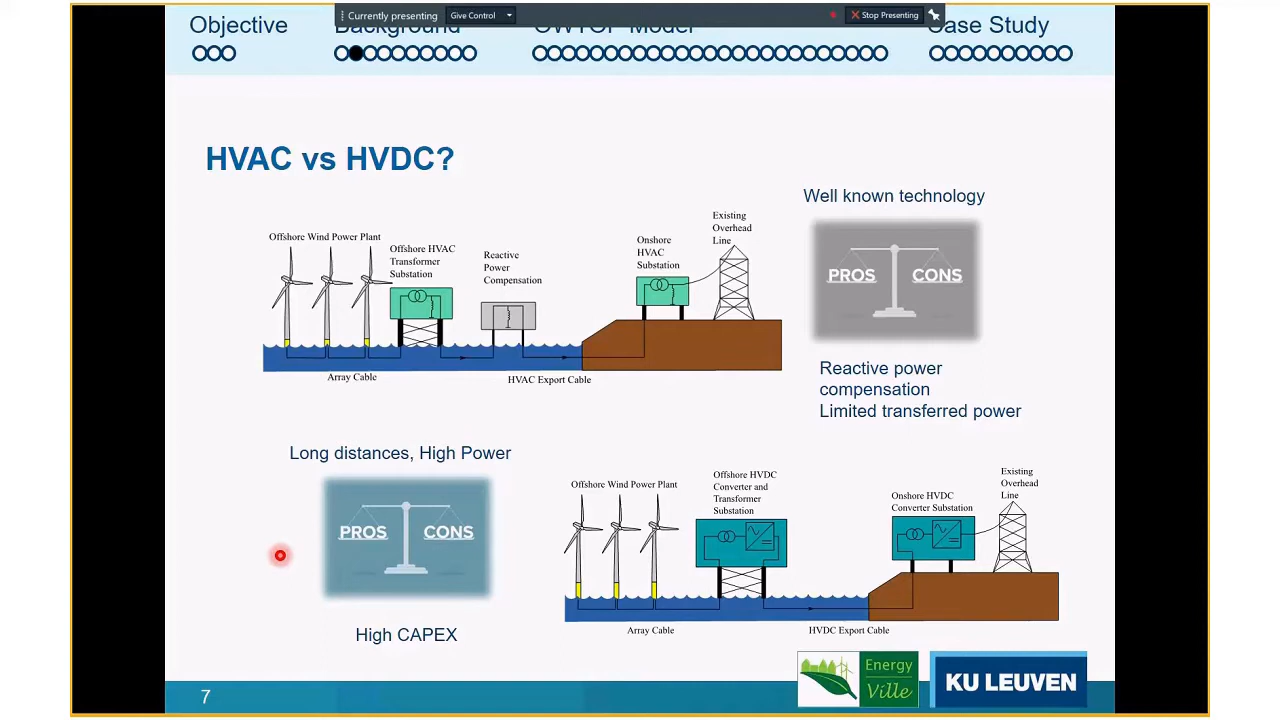 Currently presenting
Give Control
Stop Presenting
Objective
Background
OWTOP Model
Case Study
HVAC vs HVDC?
Well known technology
Offshore Wind Power Plant
Offshore HVAC
Transformer
Substation
Reactive
Power
Compensation
Onshore
HVAC
Substation
Existing
Overhead
Line
PROS
CONS
Array Cable
HVAC Export Cable
Reactive power
compensation
Limited transferred power
Long distances, High Power
PROS
CONS
High CAPEX
Offshore Wind Power Plant
Offshore HVDC
Converter and
Transformer
Substation
Onshore HVDC
Converter Substation
Existing
Overhead
Line
Array Cable
HVDC Export Cable
7
Energy
Ville
KU LEUVEN